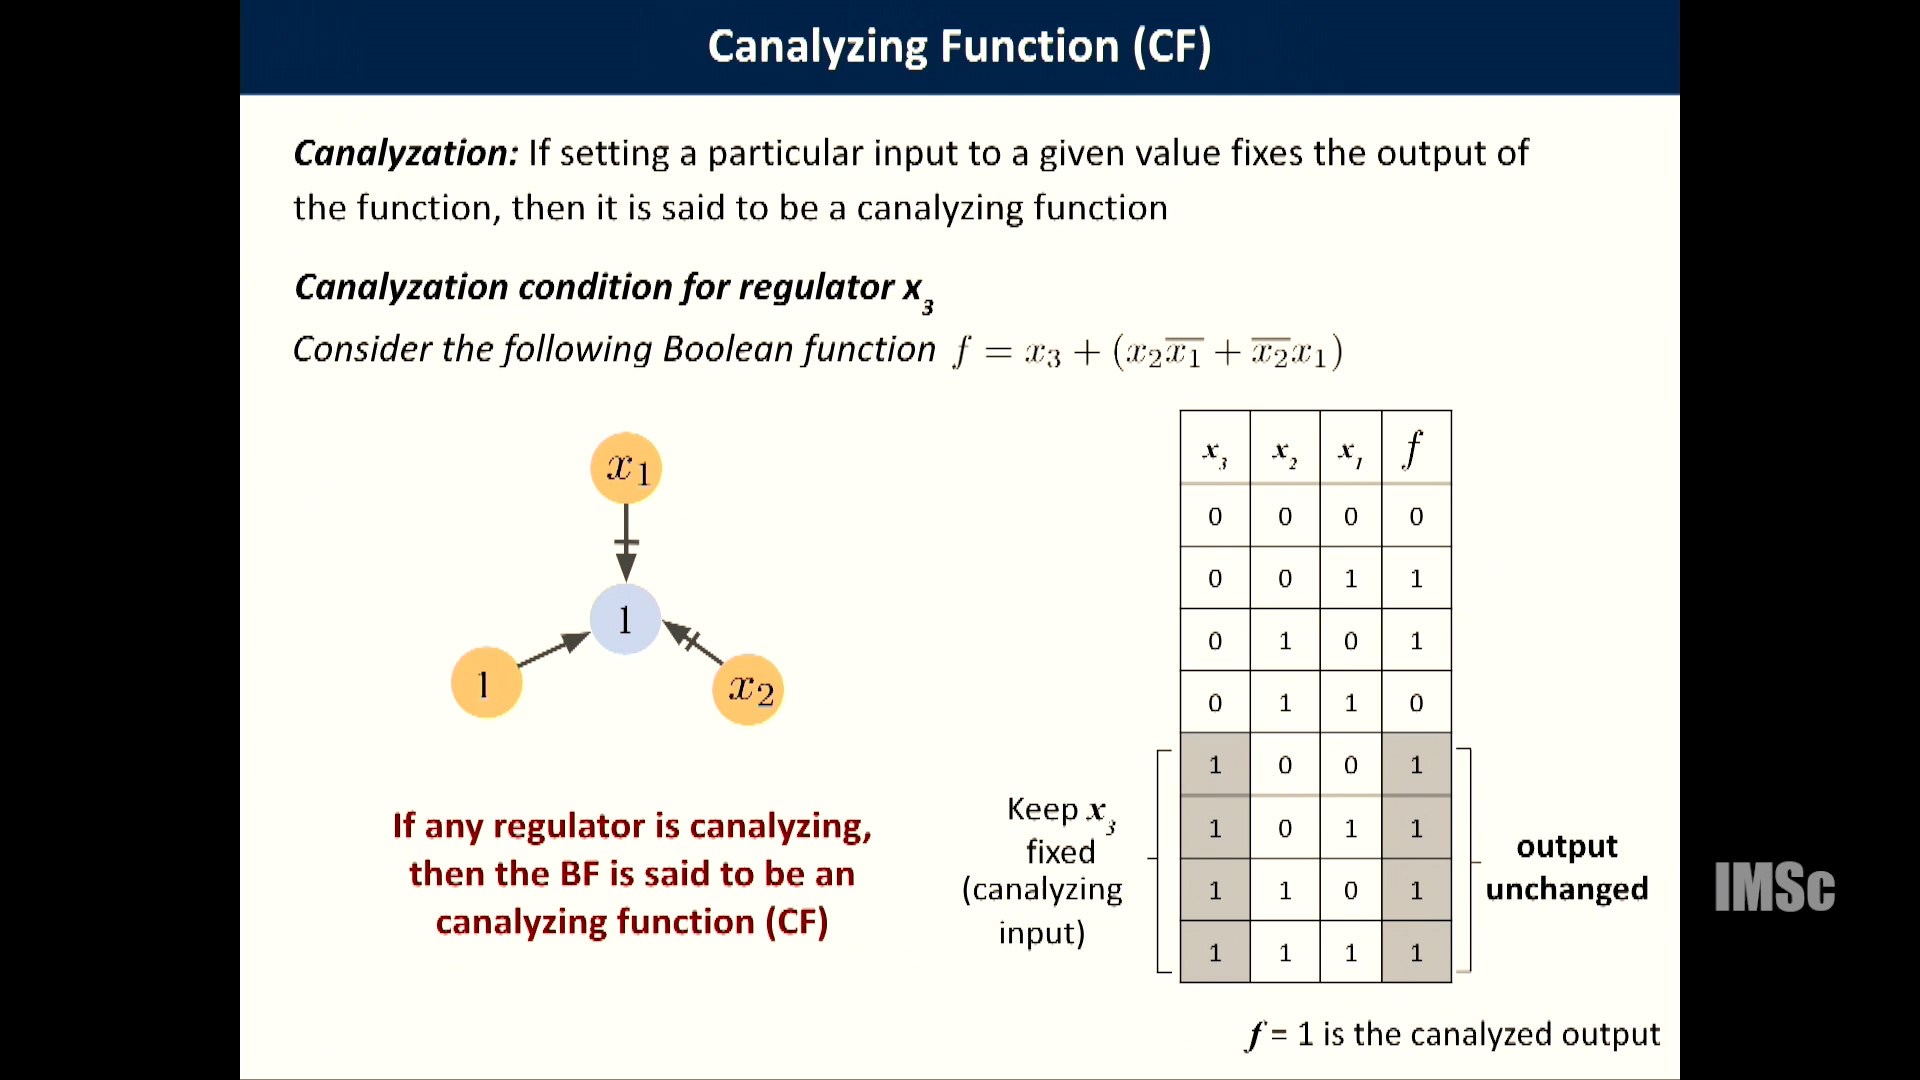 Canalyzing Function (CF)
Canalyzation: If setting a particular input to a given value fixes the output of
the function, then it is said to be a canalyzing function
Canalyzation condition for regulator x₃
Consider the following Boolean function f = x₃ + (x₂x̅₁ + x̅₂x₁)
x₁
1
1
x₂
If any regulator is canalyzing,
then the BF is said to be an
canalyzing function (CF)
x₃ x₂ x₁ f
0 0 0 0
0 0 1 1
0 1 0 1
0 1 1 0
1 0 0 1
1 0 1 1
1 1 0 1
1 1 1 1
Keep x₃
fixed
(canalyzing
input)
output
unchanged
f = 1 is the canalyzed output
IMSc